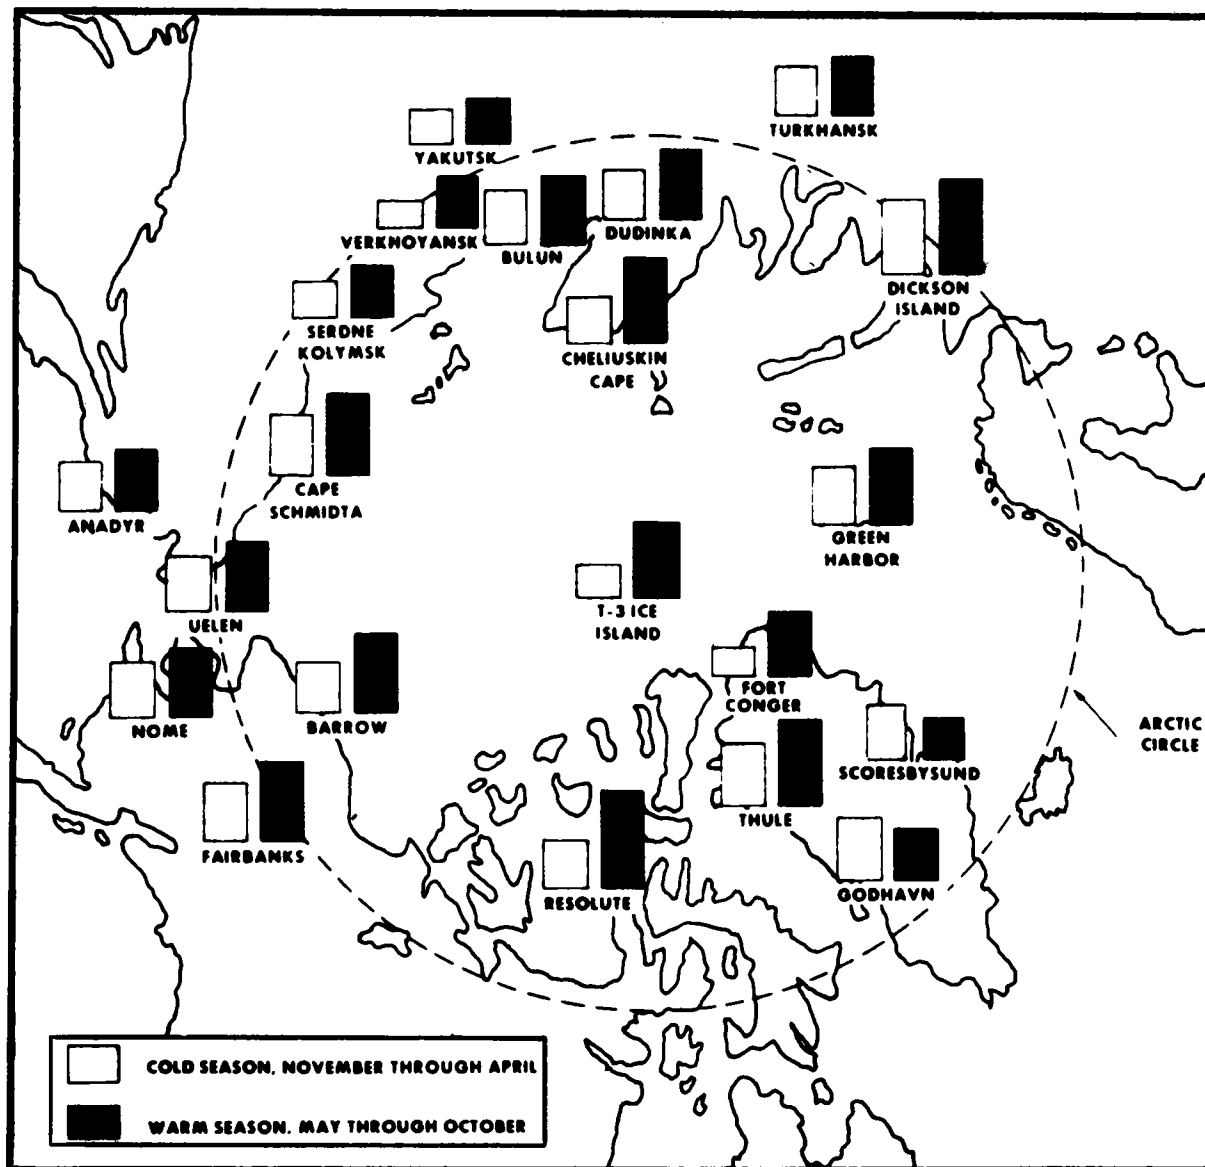 TURKHANSK
YAKUTSK
VERKHOYANSK
BULUN
DUDINKA
DICKSON
ISLAND
SERDNE
KOLYMSK
CHELIUSKIN
CAPE
CAPE
SCHMIDTA
ANADYR
GREEN
HARBOR
UELEN
T-3 ICE
ISLAND
NOME
BARROW
FORT
CONGER
ARCTIC
CIRCLE
SCORESBYSUND
THULE
FAIRBANKS
RESOLUTE
GODHAVN
COLD SEASON, NOVEMBER THROUGH APRIL
WARM SEASON, MAY THROUGH OCTOBER